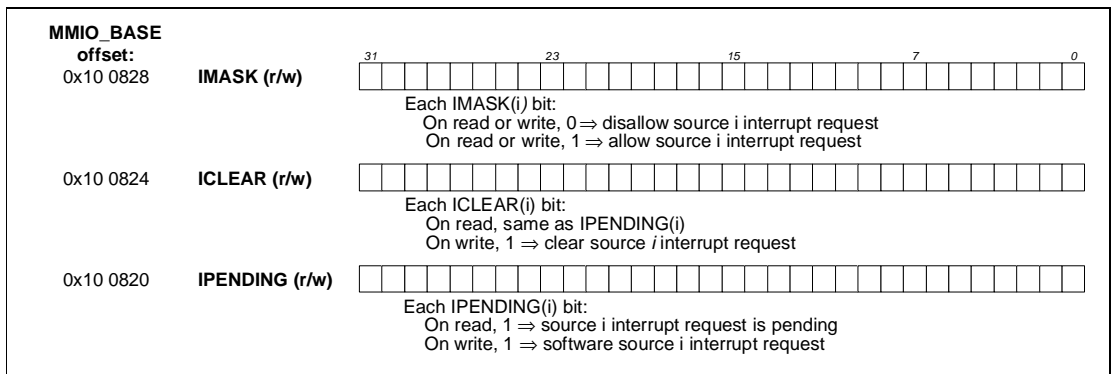 MMIO_BASE
offset:
31 23 15 7 0
0x10 0828 IMASK (r/w)
Each IMASK(i) bit:
On read or write, 0 ⇒ disallow source i interrupt request
On read or write, 1 ⇒ allow source i interrupt request
0x10 0824 ICLEAR (r/w)
Each ICLEAR(i) bit:
On read, same as IPENDING(i)
On write, 1 ⇒ clear source i interrupt request
0x10 0820 IPENDING (r/w)
Each IPENDING(i) bit:
On read, 1 ⇒ source i interrupt request is pending
On write, 1 ⇒ software source i interrupt request